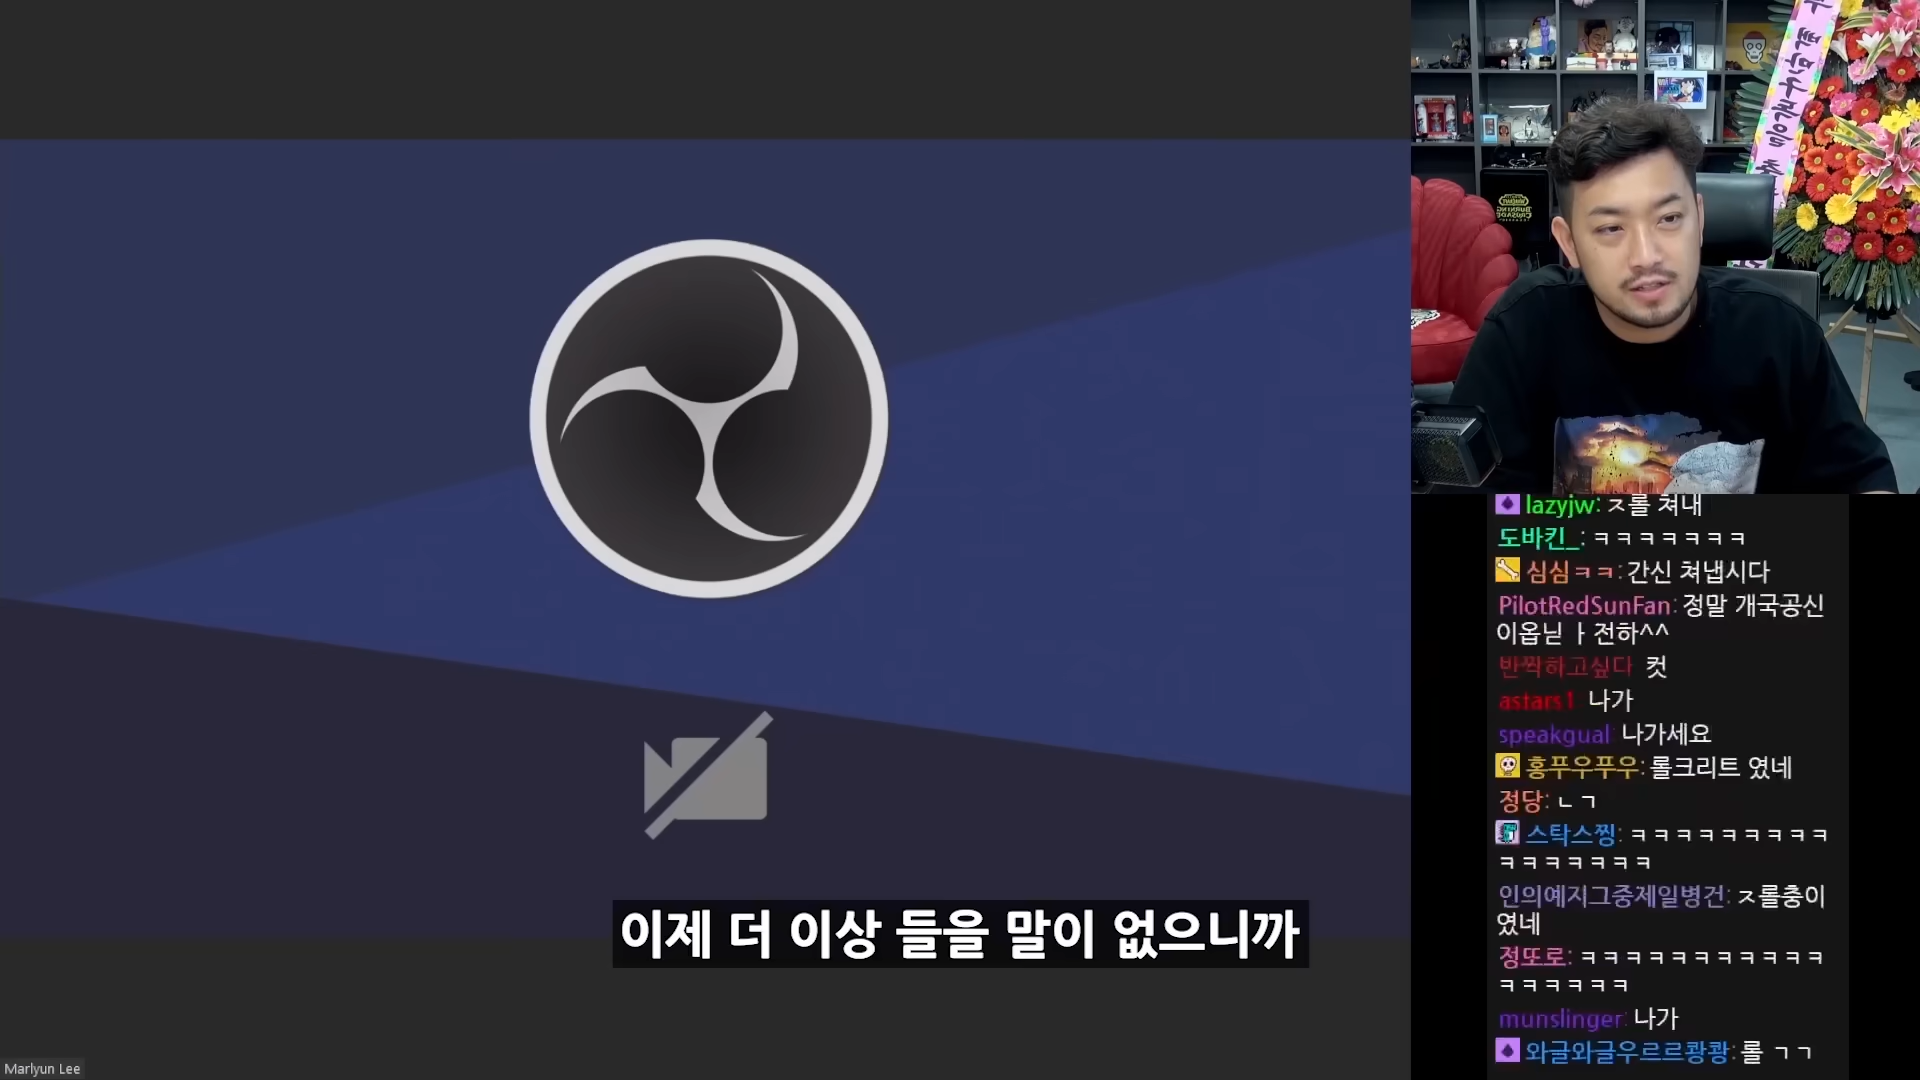 이제 더 이상 들을 말이 없으니까
Marlyun Lee
BURNING
CRUSADE
lazyjw: ㅈ롤 쳐내
도바킨_: ㅋㅋㅋㅋㅋㅋㅋ
심심ㅋㅋ: 간신 쳐냅시다
PilotRedSunFan: 정말 개국공신
이옵닏ㅏ 전하^^
반짝하고싶다 컷
astars1 나가
speakgual 나가세요
홍푸우푸우: 롤크리트 였네
정당: ㄴㄱ
스탁스찡: ㅋㅋㅋㅋㅋㅋㅋㅋㅋ
ㅋㅋㅋㅋㅋㅋㅋ
인의예지그중제일병건: ㅈ롤충이
였네
정또로: ㅋㅋㅋㅋㅋㅋㅋㅋㅋㅋㅋ
ㅋㅋㅋㅋㅋㅋ
munslinger: 나가
와글와글우르르쾅쾅: 롤 ㄱㄱ